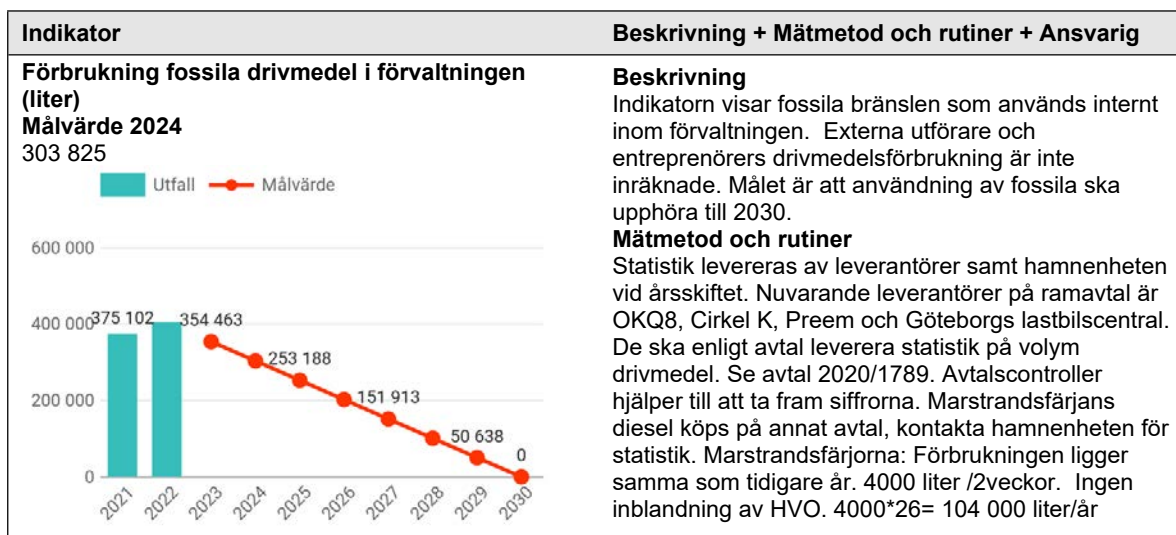 Indikator
Beskrivning + Mätmetod och rutiner + Ansvarig
Förbrukning fossila drivmedel i förvaltningen
(liter)
Målvärde 2024
303 825
Utfall
Målvärde
600 000
400 000
200 000
0
375 102
354 463
253 188
151 913
50 638
0
2021
2022
2023
2024
2025
2026
2027
2028
2029
2030
Beskrivning
Indikatorn visar fossila bränslen som används internt
inom förvaltningen.  Externa utförare och
entreprenörers drivmedelsförbrukning är inte
inräknade. Målet är att användning av fossila ska
upphöra till 2030.
Mätmetod och rutiner
Statistik levereras av leverantörer samt hamnenheten
vid årsskiftet. Nuvarande leverantörer på ramavtal är
OKQ8, Cirkel K, Preem och Göteborgs lastbilscentral.
De ska enligt avtal leverera statistik på volym
drivmedel. Se avtal 2020/1789. Avtalscontroller
hjälper till att ta fram siffrorna. Marstrandsfärjans
diesel köps på annat avtal, kontakta hamnenheten för
statistik. Marstrandsfärjorna: Förbrukningen ligger
samma som tidigare år. 4000 liter /2veckor.  Ingen
inblandning av HVO. 4000*26= 104 000 liter/år